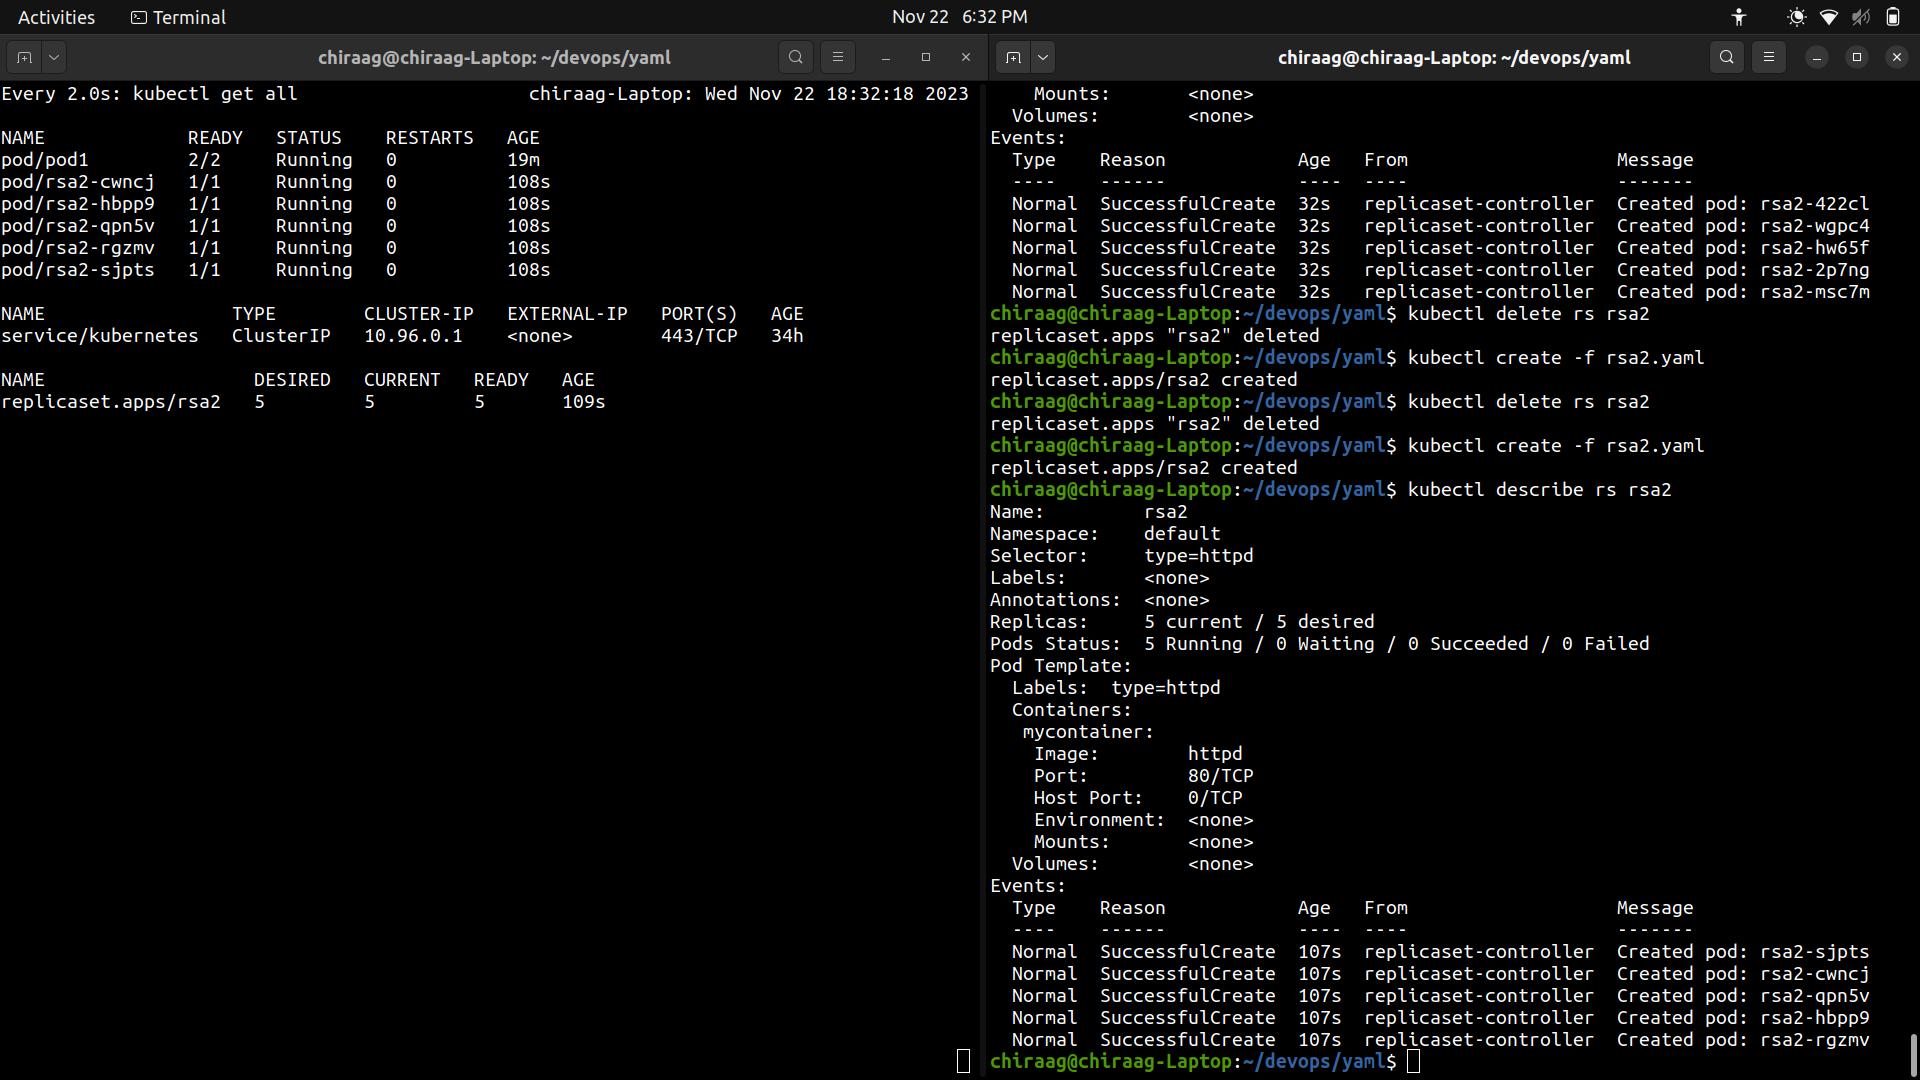 Activities Terminal Nov 22 6:32 PM
chiraag@chiraag-Laptop: ~/devops/yaml
Every 2.0s: kubectl get all chiraag-Laptop: Wed Nov 22 18:32:18 2023
NAME READY STATUS RESTARTS AGE
pod/pod1 2/2 Running 0 19m
pod/rsa2-cwncj 1/1 Running 0 108s
pod/rsa2-hbpp9 1/1 Running 0 108s
pod/rsa2-qpn5v 1/1 Running 0 108s
pod/rsa2-rgzmv 1/1 Running 0 108s
pod/rsa2-sjpts 1/1 Running 0 108s
NAME TYPE CLUSTER-IP EXTERNAL-IP PORT(S) AGE
service/kubernetes ClusterIP 10.96.0.1 <none> 443/TCP 34h
NAME DESIRED CURRENT READY AGE
replicaset.apps/rsa2 5 5 5 109s
chiraag@chiraag-Laptop: ~/devops/yaml
Mounts: <none>
Volumes: <none>
Events:
Type Reason Age From Message
---- ------ ---- ---- -------
Normal SuccessfulCreate 32s replicaset-controller Created pod: rsa2-422cl
Normal SuccessfulCreate 32s replicaset-controller Created pod: rsa2-wgpc4
Normal SuccessfulCreate 32s replicaset-controller Created pod: rsa2-hw65f
Normal SuccessfulCreate 32s replicaset-controller Created pod: rsa2-2p7ng
Normal SuccessfulCreate 32s replicaset-controller Created pod: rsa2-msc7m
chiraag@chiraag-Laptop:~/devops/yaml$ kubectl delete rs rsa2
replicaset.apps "rsa2" deleted
chiraag@chiraag-Laptop:~/devops/yaml$ kubectl create -f rsa2.yaml
replicaset.apps/rsa2 created
chiraag@chiraag-Laptop:~/devops/yaml$ kubectl delete rs rsa2
replicaset.apps "rsa2" deleted
chiraag@chiraag-Laptop:~/devops/yaml$ kubectl create -f rsa2.yaml
replicaset.apps/rsa2 created
chiraag@chiraag-Laptop:~/devops/yaml$ kubectl describe rs rsa2
Name: rsa2
Namespace: default
Selector: type=httpd
Labels: <none>
Annotations: <none>
Replicas: 5 current / 5 desired
Pods Status: 5 Running / 0 Waiting / 0 Succeeded / 0 Failed
Pod Template:
Labels: type=httpd
Containers:
mycontainer:
Image: httpd
Port: 80/TCP
Host Port: 0/TCP
Environment: <none>
Mounts: <none>
Volumes: <none>
Events:
Type Reason Age From Message
---- ------ ---- ---- -------
Normal SuccessfulCreate 107s replicaset-controller Created pod: rsa2-sjpts
Normal SuccessfulCreate 107s replicaset-controller Created pod: rsa2-cwncj
Normal SuccessfulCreate 107s replicaset-controller Created pod: rsa2-qpn5v
Normal SuccessfulCreate 107s replicaset-controller Created pod: rsa2-hbpp9
Normal SuccessfulCreate 107s replicaset-controller Created pod: rsa2-rgzmv
chiraag@chiraag-Laptop:~/devops/yaml$